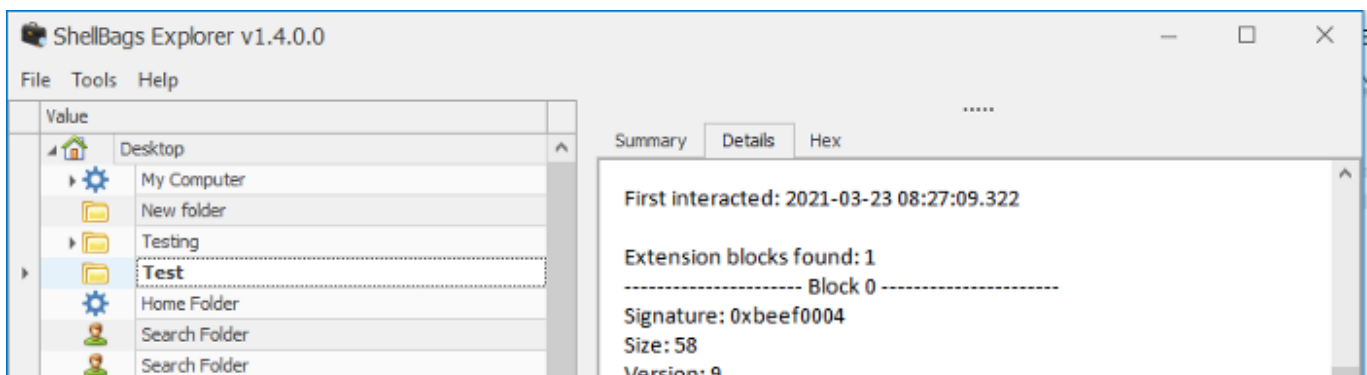 ShellBags Explorer v1.4.0.0
File Tools Help
Value
Desktop
My Computer
New folder
Testing
Test
Home Folder
Search Folder
Search Folder
Summary Details Hex
First interacted: 2021-03-23 08:27:09.322
Extension blocks found: 1
---------------------- Block 0 ----------------------
Signature: 0xbeef0004
Size: 58
Version: 9